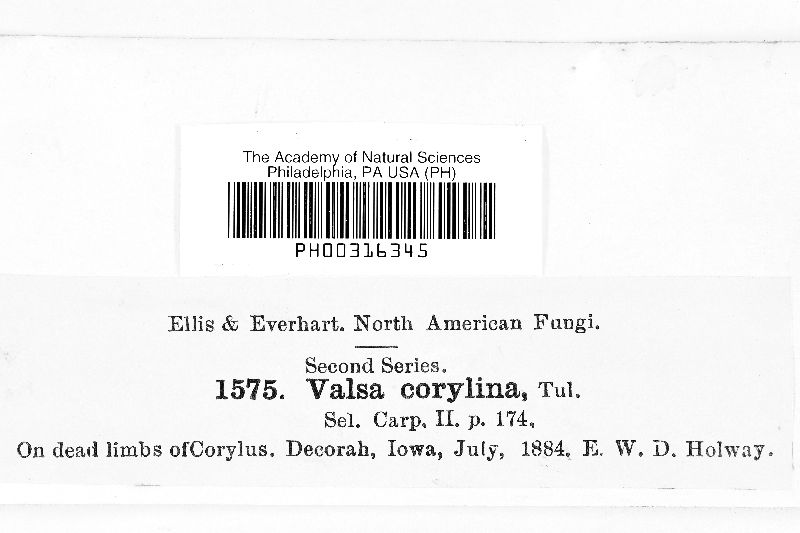 The Academy of Natural Sciences
Philadelphia, PA USA (PH)
PH00316345
Ellis & Everhart. North American Fungi.
Second Series.
1575. Valsa corylina, Tul.
Sel. Carp. II. p. 174.
On dead limbs ofCorylus. Decorah, Iowa, July, 1884. E. W. D. Holway.